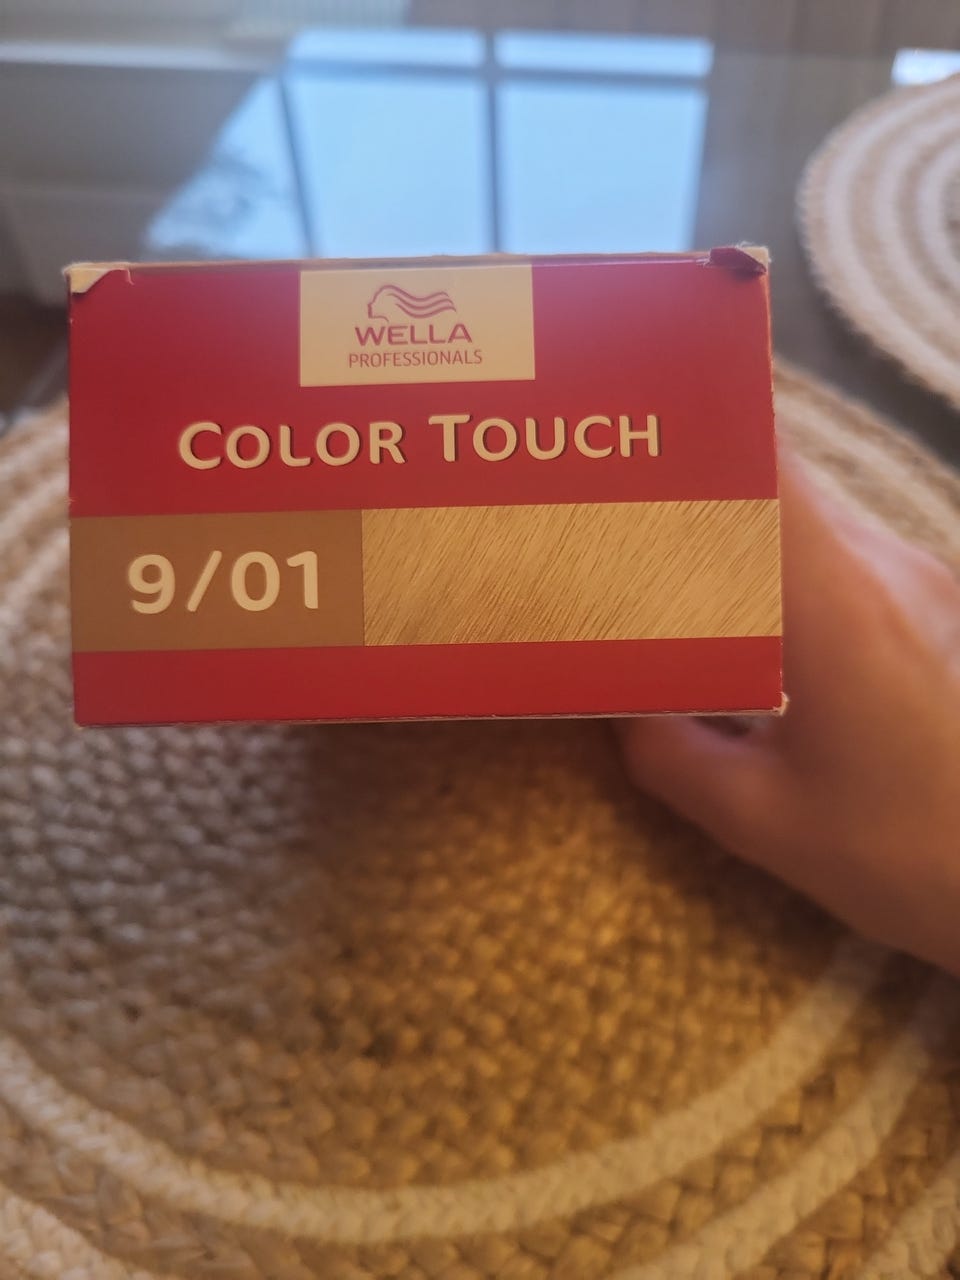 WELLA
PROFESSIONALS
COLOR TOUCH
9/01